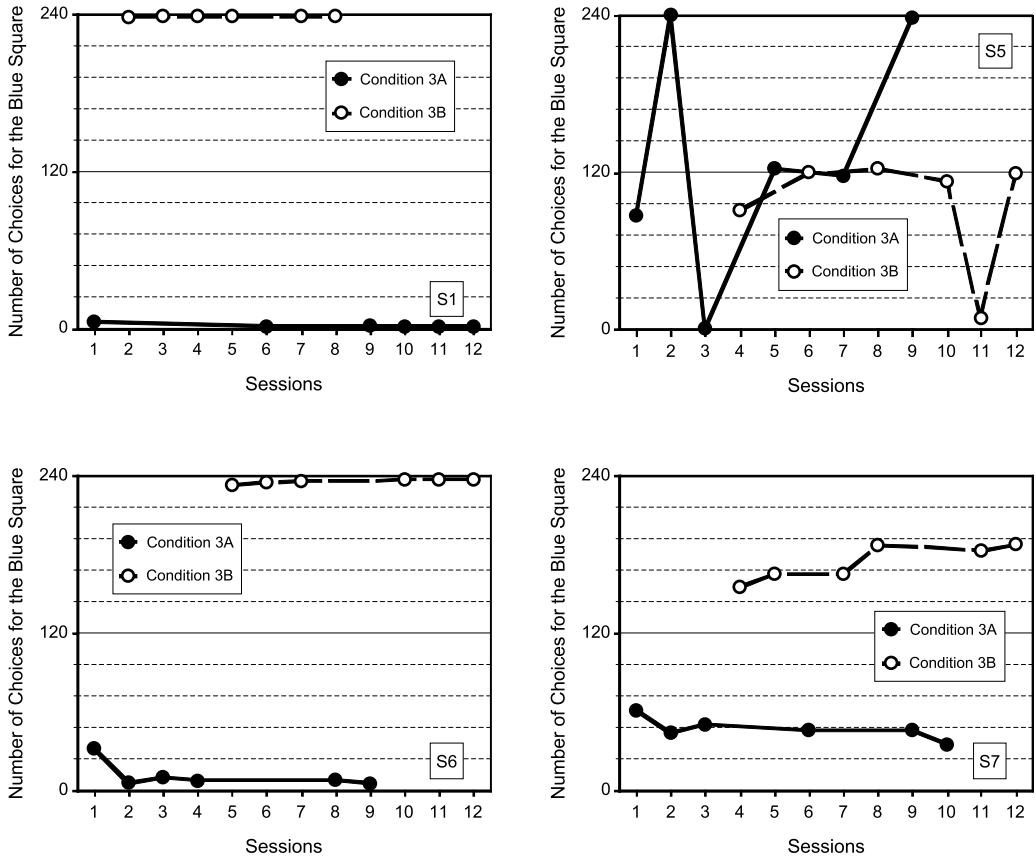 Number of Choices for the Blue Square
240
120
0
Condition 3A
Condition 3B
S1
1 2 3 4 5 6 7 8 9 10 11 12
Sessions
Number of Choices for the Blue Square
240
120
0
S5
Condition 3A
Condition 3B
1 2 3 4 5 6 7 8 9 10 11 12
Sessions
Number of Choices for the Blue Square
240
120
0
Condition 3A
Condition 3B
S6
1 2 3 4 5 6 7 8 9 10 11 12
Sessions
Number of Choices for the Blue Square
240
120
0
Condition 3A
Condition 3B
S7
1 2 3 4 5 6 7 8 9 10 11 12
Sessions